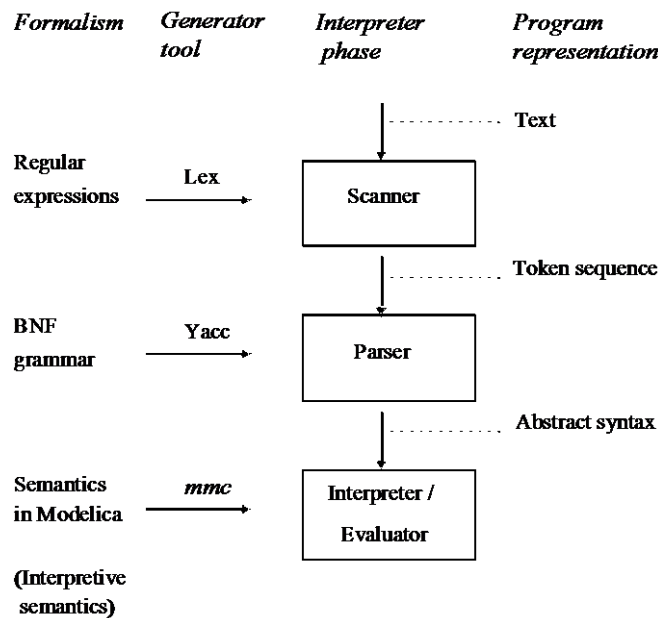 Formalism Generator Interpreter Program
tool phase representation
Text
Regular
expressions
Lex
Scanner
Token sequence
BNF
grammar
Yacc
Parser
Abstract syntax
Semantics
in Modelica
mmc
Interpreter /
Evaluator
(Interpretive
semantics)